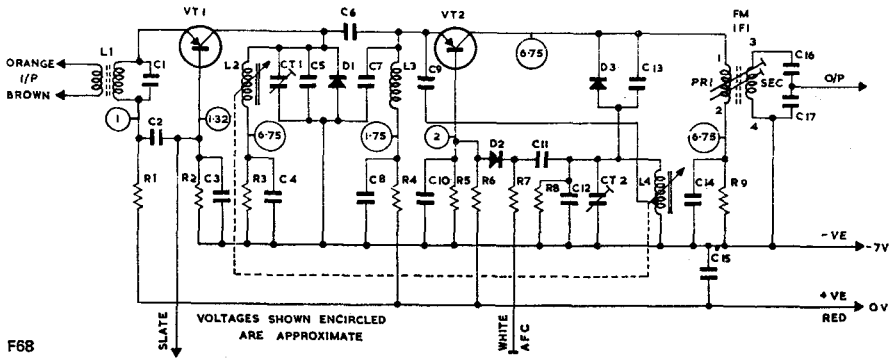 VT1
C6
VT2
FM
IF1
6·75
L1
C1
ORANGE
I/P
BROWN
L2
CT1
C5
D1
C7
L3
C9
D3
C13
1
3
PRI
SEC
2
4
C16
C17
O/P
1
C2
1·32
6·75
1·75
2
6·75
D2
C11
R1
R2
C3
R3
C4
C8
R4
C10
R5
R6
R7
R8
C12
CT2
L4
C14
R9
-VE
-7V
C15
+VE
0V
RED
SLATE
VOLTAGES SHOWN ENCIRCLED
ARE APPROXIMATE
WHITE
AFC
F68